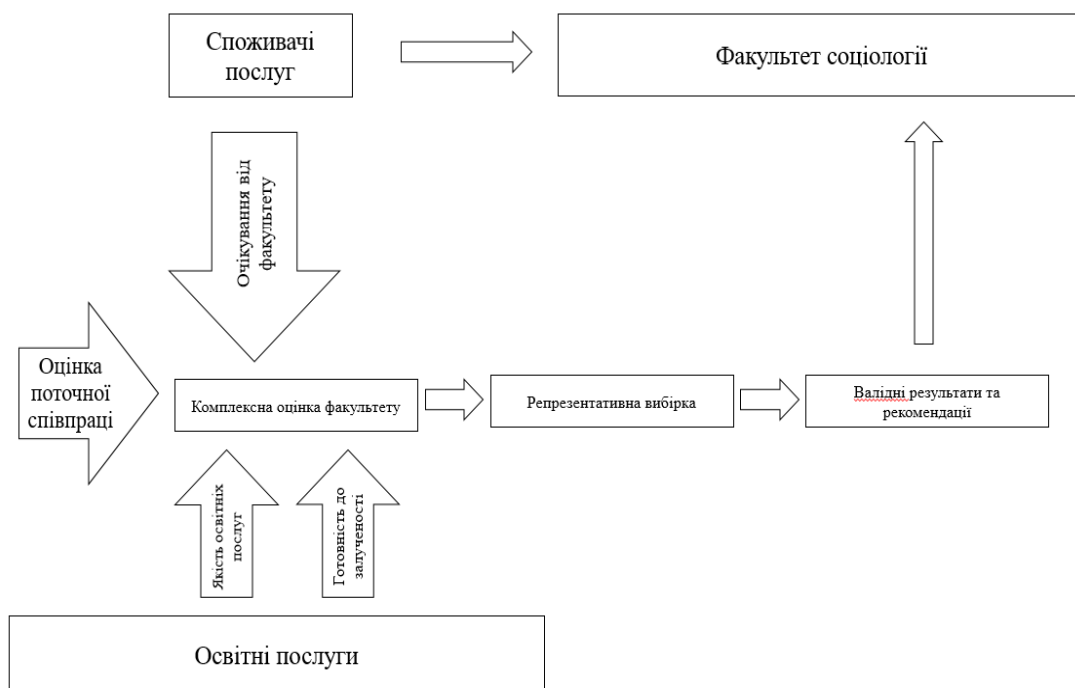 Споживачі
послуг
Факультет соціології
Очікування від
факультету
Оцінка
поточної
співпраці
Комплексна оцінка факультету
Репрезентативна вибірка
Валідні результати та
рекомендації
Якість освітніх
послуг
Готовність до
залученості
Освітні послуги